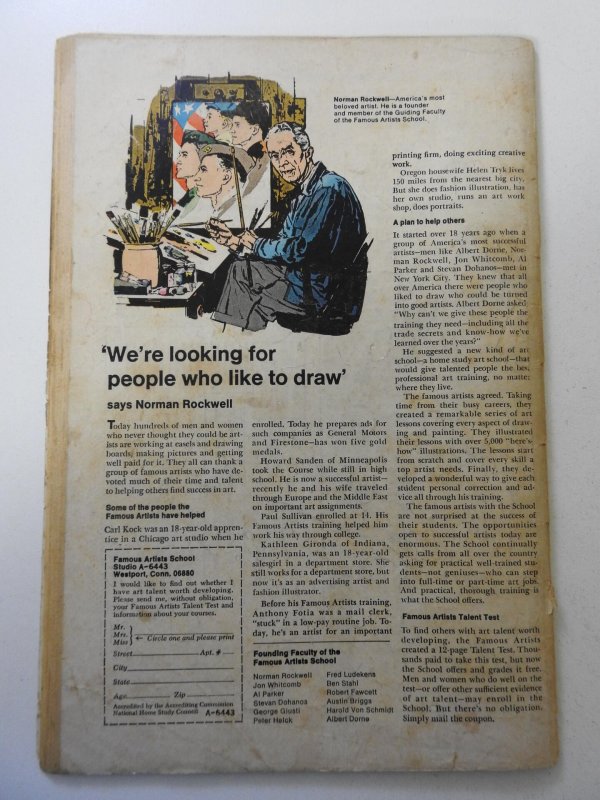 Norman Rockwell—America's most
beloved artist. He is a founder
and member of the Guiding Faculty
of the Famous Artists School.
'We're looking for
people who like to draw'
says Norman Rockwell
Today hundreds of men and women
who never thought they could be art-
ists are working at easels and drawing
boards, making pictures and getting
well paid for it. They all can thank a
group of famous artists who have de-
voted much of their time and talent
to helping others find success in art.
Some of the people the
Famous Artists have helped
Carl Kock was an 18-year-old appren-
tice in a Chicago art studio when he
Famous Artists School
Studio A-6443
Westport, Conn. 06880
I would like to find out whether I
have art talent worth developing.
Please send me, without obligation,
your Famous Artists Talent Test and
information about your courses.
Mr.
Mrs. ← Circle one and please print
Miss
Street Apt. #
City
State
Age Zip
Accredited by the Accrediting Commission
National Home Study Council A-6443
enrolled. Today he prepares ads for
such companies as General Motors
and Firestone—has won five gold
medals.
Howard Sanden of Minneapolis
took the Course while still in high
school. He is now a successful artist—
recently he and his wife traveled
through Europe and the Middle East
on important art assignments.
Paul Sullivan enrolled at 14. His
Famous Artists training helped him
work his way through college.
Kathleen Gironda of Indiana,
Pennsylvania, was an 18-year-old
salesgirl in a department store. She
still works for a department store, but
now it's as an advertising artist and
fashion illustrator.
Before his Famous Artists training,
Anthony Fotia was a mail clerk,
"stuck" in a low-pay routine job. To-
day, he's an artist for an important
Founding Faculty of the
Famous Artists School
Norman Rockwell
Jon Whitcomb
Al Parker
Stevan Dohanos
George Giusti
Peter Helck
Fred Ludekens
Ben Stahl
Robert Fawcett
Austin Briggs
Harold Von Schmidt
Albert Dorne
printing firm, doing exciting creative
work.
Oregon housewife Helen Tryk lives
150 miles from the nearest big city.
But she does fashion illustration, has
her own studio, runs an art work
shop, does portraits.
A plan to help others
It started over 18 years ago when a
group of America's most successful
artists—men like Albert Dorne, Nor-
man Rockwell, Jon Whitcomb, Al
Parker and Stevan Dohanos—met in
New York City. They knew that all
over America there were people who
liked to draw who could be turned
into good artists. Albert Dorne asked
"Why can't we give these people the
training they need—including all the
trade secrets and know-how we've
learned over the years?"
He suggested a new kind of art
school—a home study art school—that
would give talented people the best
professional art training, no matter
where they live.
The famous artists agreed. Taking
time from their busy careers, they
created a remarkable series of art
lessons covering every aspect of draw-
ing and painting. They illustrated
their lessons with over 5,000 "here's-
how" illustrations. The lessons start
from scratch and cover every skill a
top artist needs. Finally, they de-
veloped a wonderful way to give each
student personal correction and ad-
vice all through his training.
The famous artists with the School
are not surprised at the success of
their students. The opportunities
open to successful artists today are
enormous. The School continually
gets calls from all over the country
asking for practical well-trained stu-
dents—not geniuses—who can step
into full-time or part-time art jobs.
And practical, thorough training is
what the School offers.
Famous Artists Talent Test
To find others with art talent worth
developing, the Famous Artists
created a 12-page Talent Test. Thou-
sands paid to take this test, but now
the School offers and grades it free.
Men and women who do well on the
test—or offer other sufficient evidence
of art talent—may enroll in the
School. But there's no obligation.
Simply mail the coupon.